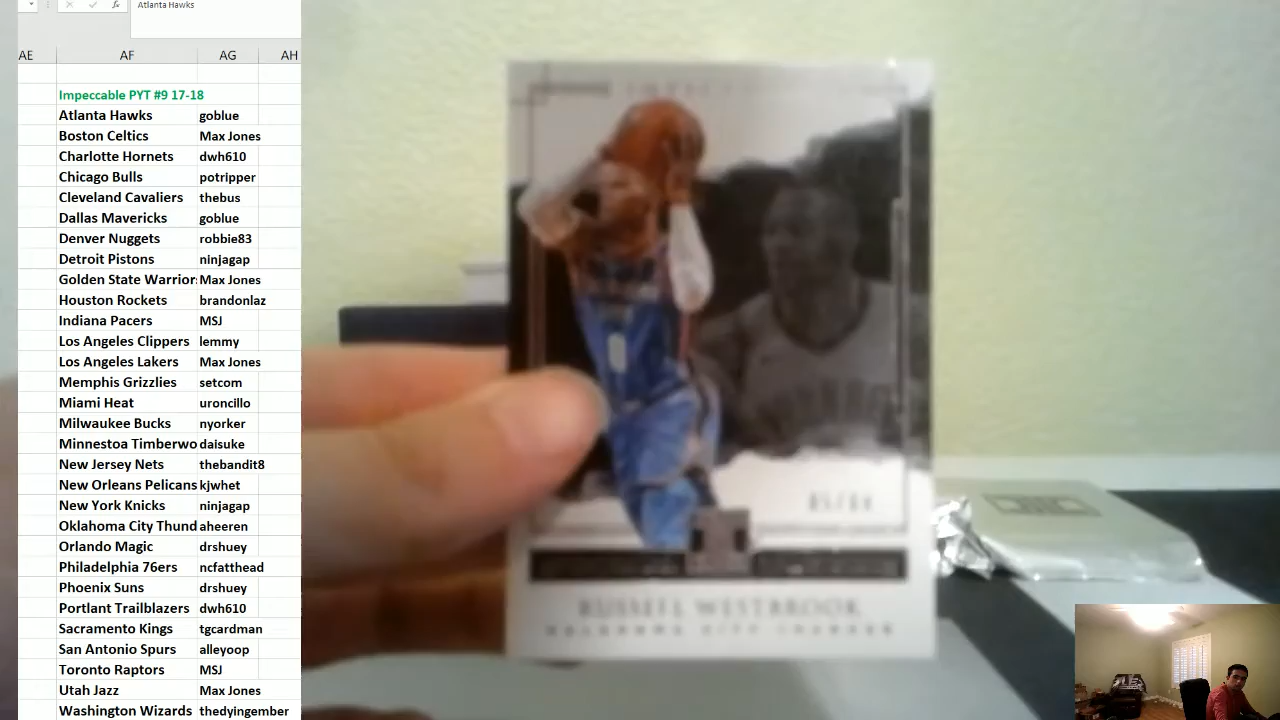 Atlanta Hawks
AE AF AG AH
Impeccable PYT #9 17-18
Atlanta Hawks goblue
Boston Celtics Max Jones
Charlotte Hornets dwh610
Chicago Bulls potripper
Cleveland Cavaliers thebus
Dallas Mavericks goblue
Denver Nuggets robbie83
Detroit Pistons ninjagap
Golden State Warrior Max Jones
Houston Rockets brandonlaz
Indiana Pacers MSJ
Los Angeles Clippers lemmy
Los Angeles Lakers Max Jones
Memphis Grizzlies setcom
Miami Heat uroncillo
Milwaukee Bucks nyorker
Minnestoa Timberwo daisuke
New Jersey Nets thebandit8
New Orleans Pelicans kjwhet
New York Knicks ninjagap
Oklahoma City Thund aheeren
Orlando Magic drshuey
Philadelphia 76ers ncfatthead
Phoenix Suns drshuey
Portlant Trailblazers dwh610
Sacramento Kings tgcardman
San Antonio Spurs alleyoop
Toronto Raptors MSJ
Utah Jazz Max Jones
Washington Wizards thedyingember
RUSSELL WESTBROOK
OKLAHOMA CITY THUNDER